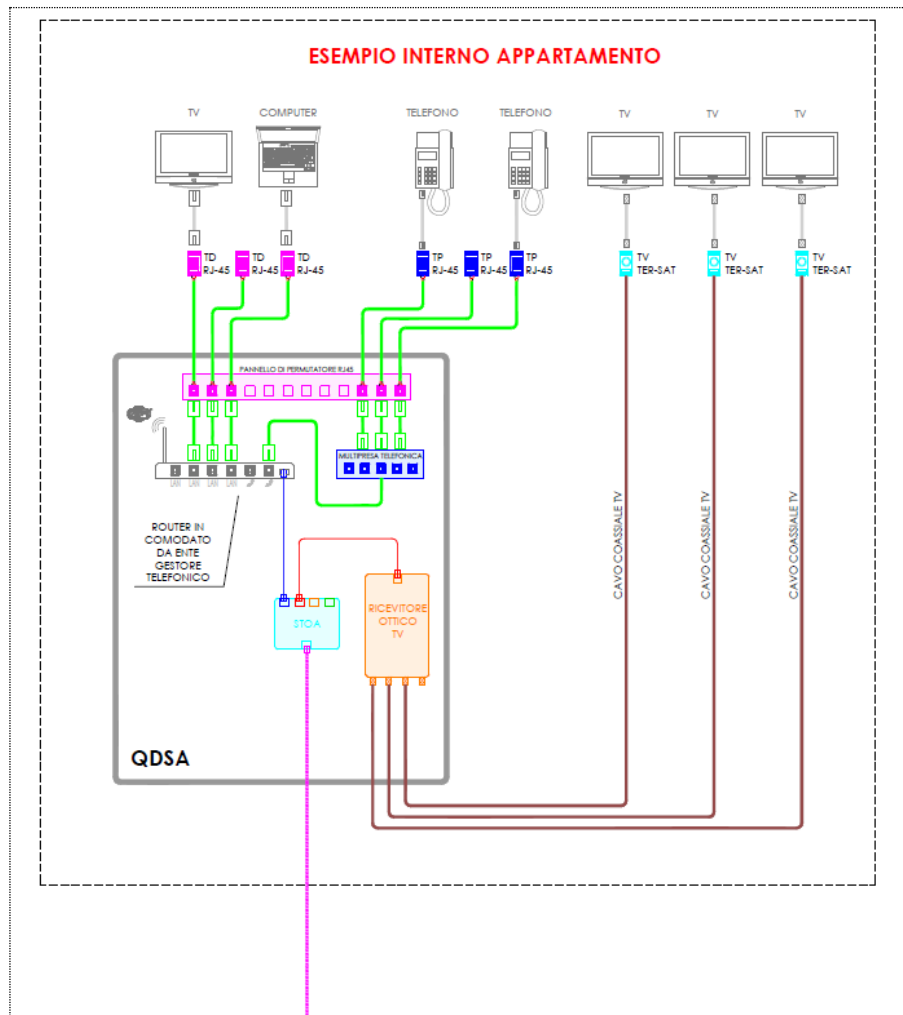 ESEMPIO INTERNO APPARTAMENTO
TV
COMPUTER
TELEFONO
TELEFONO
TV
TV
TV
TD
RJ-45
TD
RJ-45
TD
RJ-45
TP
RJ-45
TP
RJ-45
TP
RJ-45
TV
TER-SAT
TV
TER-SAT
TV
TER-SAT
PANNELLO DI PERMUTATORE RJ45
MULTIPRESA TELEFONICA
LAN
LAN
LAN
LAN
ROUTER IN
COMODATO
DA ENTE
GESTORE
TELEFONICO
STOA
RICEVITORE
OTTICO
TV
CAVO COASSIALE TV
CAVO COASSIALE TV
CAVO COASSIALE TV
QDSA